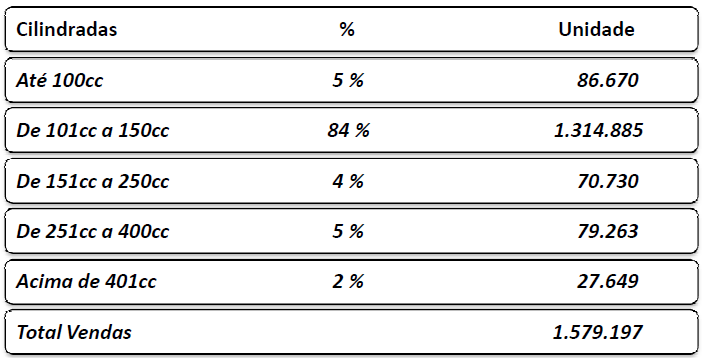 Cilindradas % Unidade
Até 100cc 5 % 86.670
De 101cc a 150cc 84 % 1.314.885
De 151cc a 250cc 4 % 70.730
De 251cc a 400cc 5 % 79.263
Acima de 401cc 2 % 27.649
Total Vendas 1.579.197